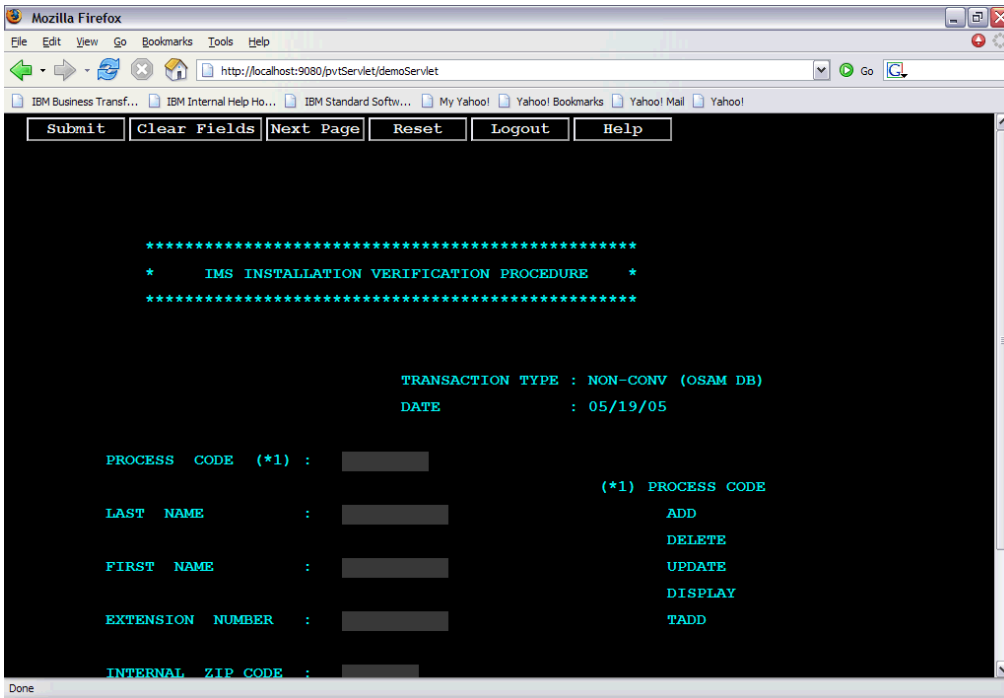 Mozilla Firefox
File Edit View Go Bookmarks Tools Help
http://localhost:9080/pvtServlet/demoServlet Go G
IBM Business Transf... IBM Internal Help Ho... IBM Standard Softw... My Yahoo! Yahoo! Bookmarks Yahoo! Mail Yahoo!
Submit Clear Fields Next Page Reset Logout Help
**************************************************
* IMS INSTALLATION VERIFICATION PROCEDURE *
**************************************************
TRANSACTION TYPE : NON-CONV (OSAM DB)
DATE : 05/19/05
PROCESS CODE (*1) :
(*1) PROCESS CODE
LAST NAME : ADD
DELETE
FIRST NAME : UPDATE
DISPLAY
EXTENSION NUMBER : TADD
INTERNAL ZIP CODE :
Done